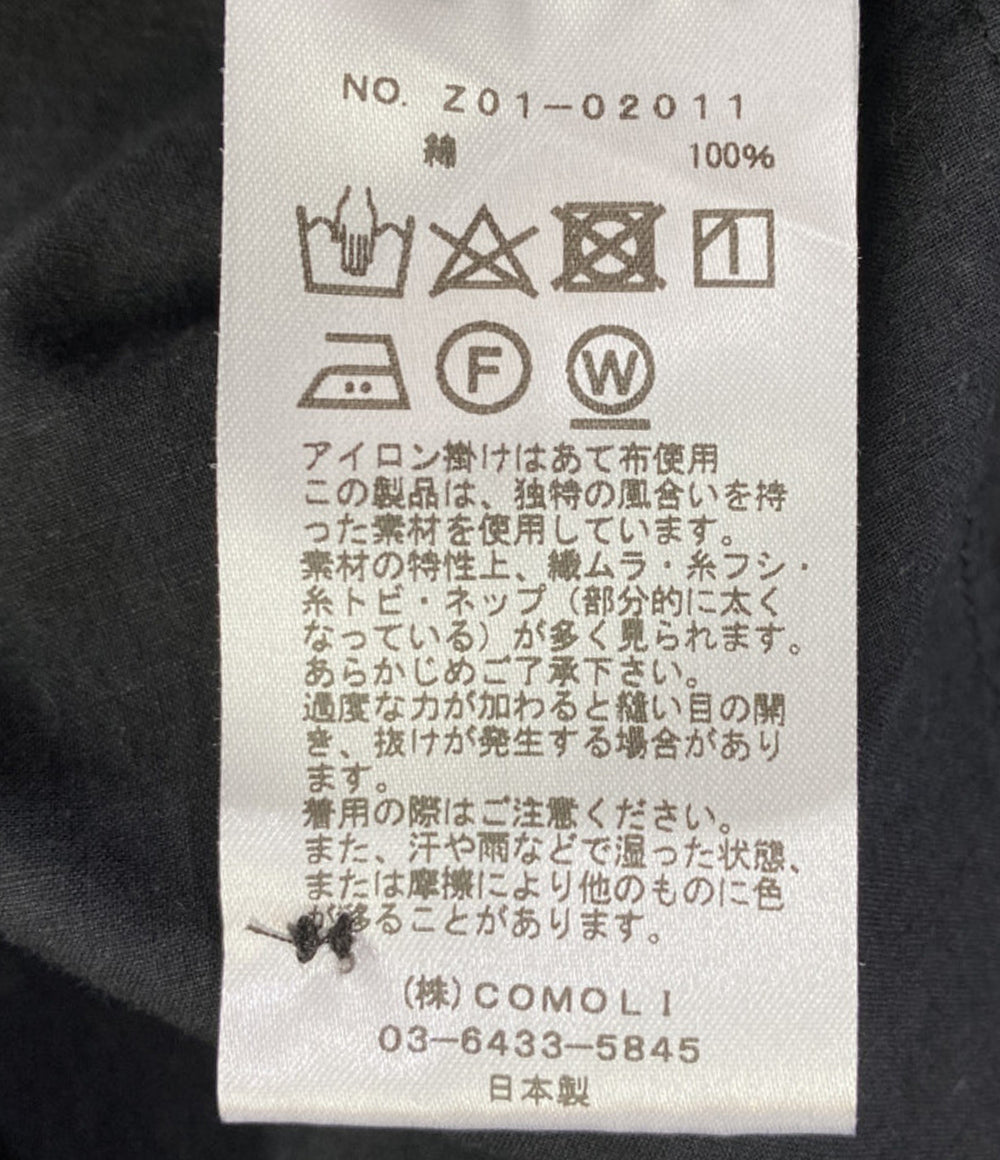 NO. Z01-02011
綿 100%
F W
アイロン掛けはあて布使用
この製品は、独特の風合いを持
った素材を使用しています。
素材の特性上、織ムラ・糸フシ・
糸トビ・ネップ（部分的に太く
なっている）が多く見られます。
あらかじめご了承下さい。
過度な力が加わると縫い目の開
き、抜けが発生する場合があり
ます。
着用の際はご注意ください。
また、汗や雨などで湿った状態、
または摩擦により他のものに色
が移ることがあります。
(株)COMOLI
03-6433-5845
日本製